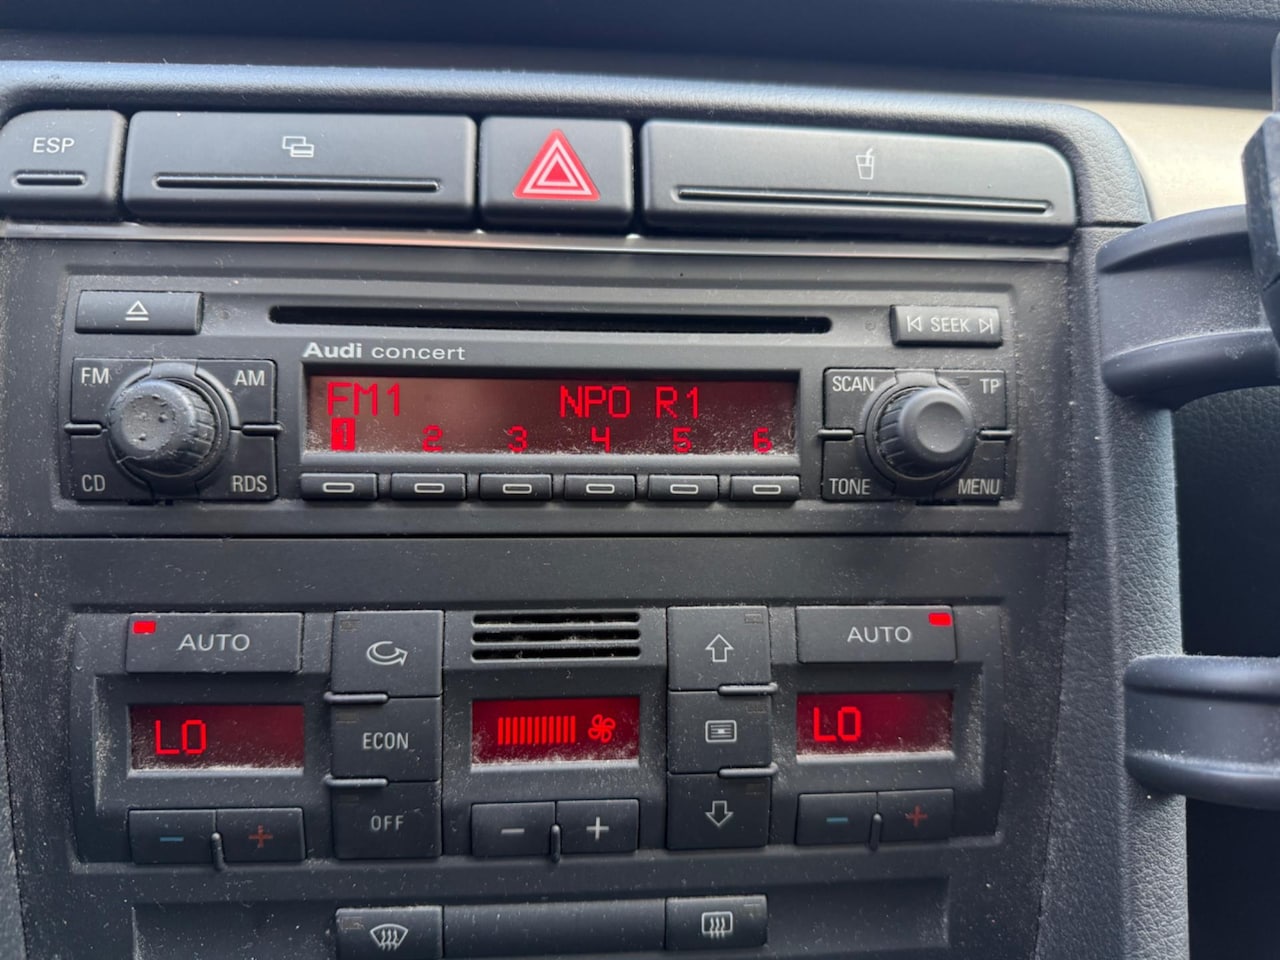 ESP
SEEK
Audi concert
FM
AM
FM1 NPO R1
SCAN
TP
1 2 3 4 5 6
CD
RDS
TONE
MENU
AUTO
AUTO
LO
ECON
LO
OFF
- +
- +
- +